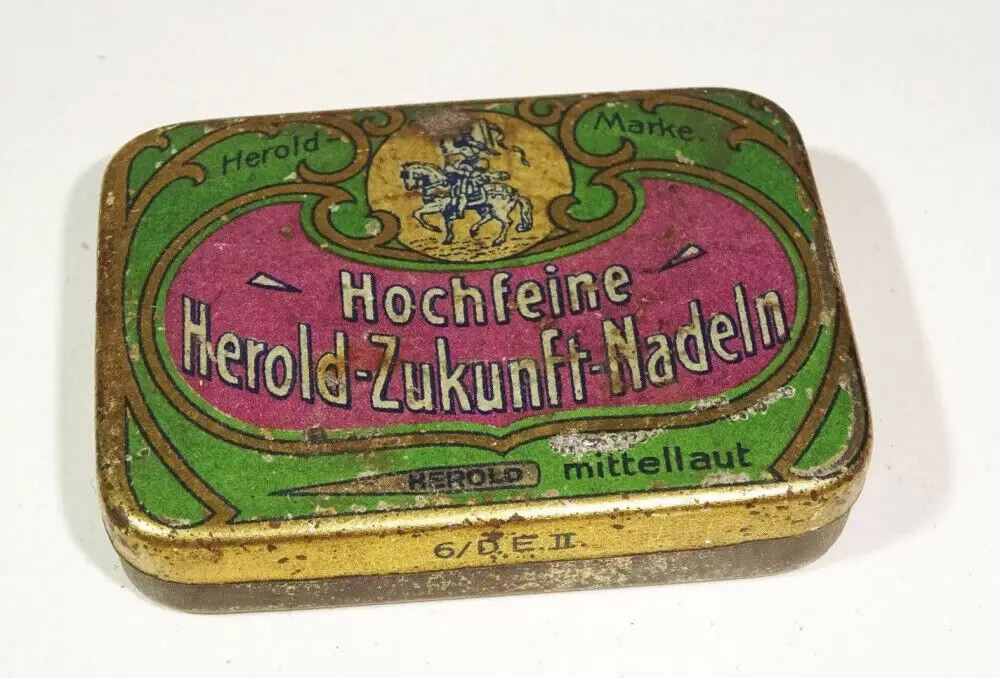 Herold-
Marke.
Hochfeine
Herold-Zukunft-Nadeln
HEROLD
mittellaut
6/D.E.II.